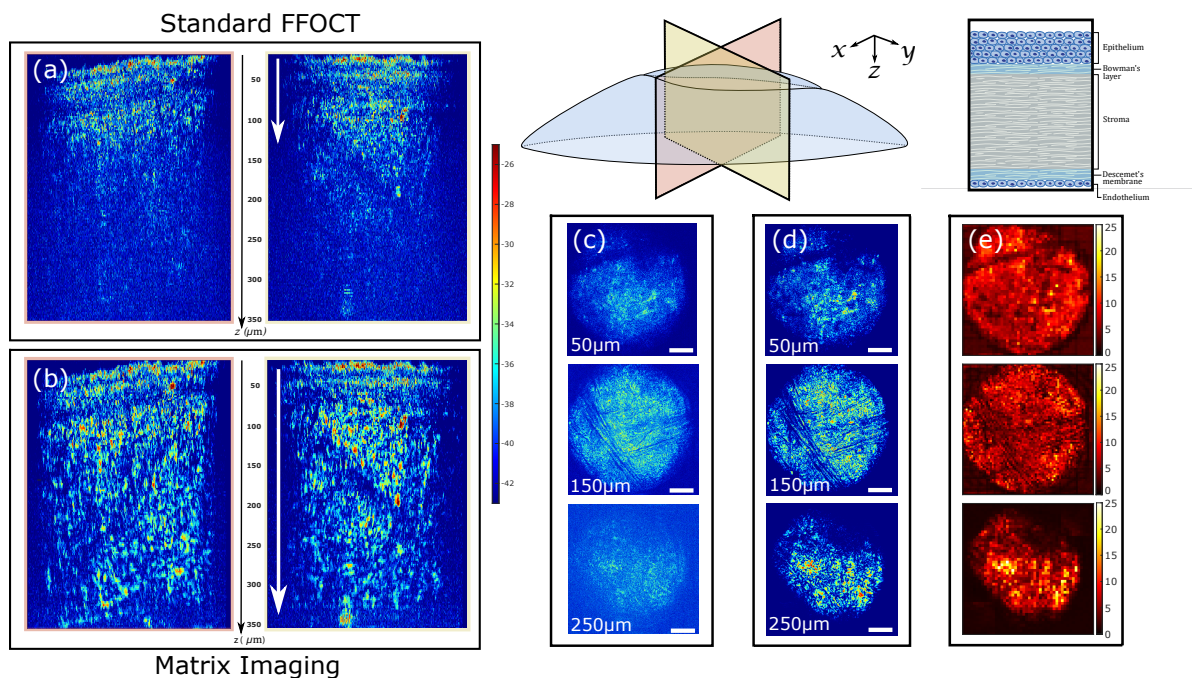 Standard FFOCT
(a)
50
100
150
200
250
300
350
z (μm)
(b)
50
100
150
200
250
300
350
z (μm)
Matrix Imaging
-26
-28
-30
-32
-34
-36
-38
-40
-42
x
y
z
Epithelium
Bowman's
layer
Stroma
Descemet's
membrane
Endothelium
(c)
50μm
150μm
250μm
(d)
50μm
150μm
250μm
(e)
25
20
15
10
5
0
25
20
15
10
5
0
25
20
15
10
5
0